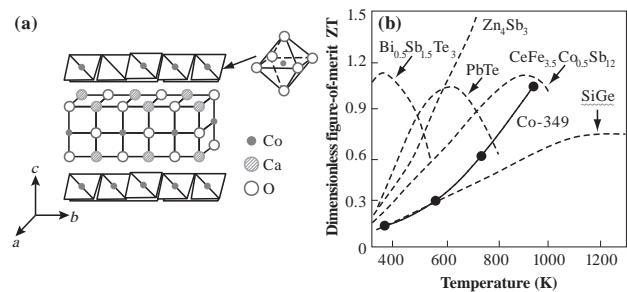 (a)
Co
Ca
O
c
b
a
(b)
Dimensionless figure-of-merit ZT
1.5
1.2
0.9
0.6
0.3
0
400
600
800
1000
1200
Temperature (K)
Zn4Sb3
Bi0.5Sb1.5Te3
PbTe
CeFe3.5Co0.5Sb12
SiGe
Co-349